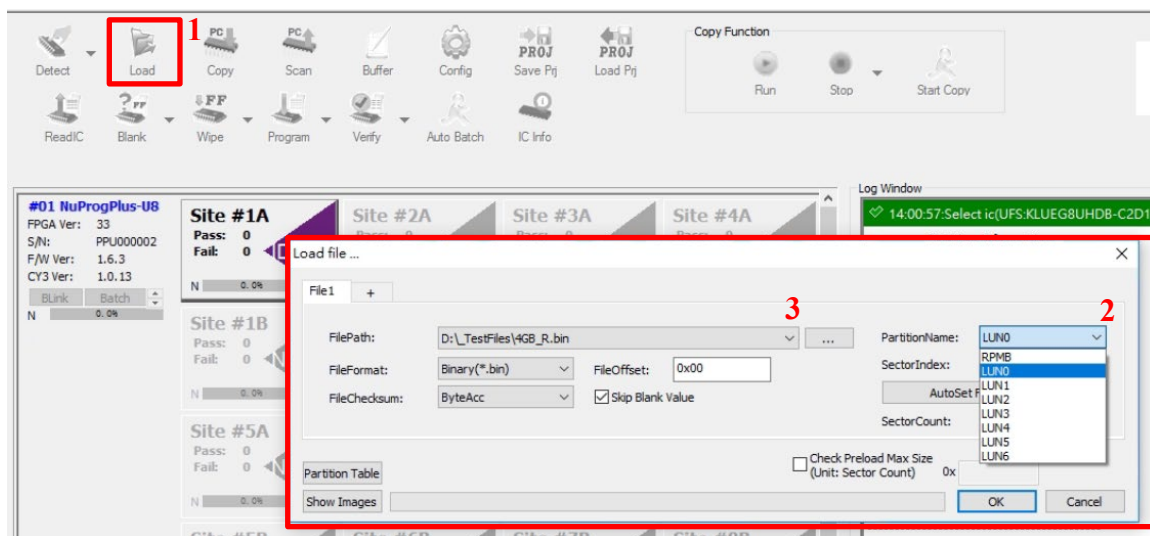 1
PC
PC
PROJ
PROJ
Copy Function
Detect
Load
Copy
Scan
Buffer
Config
Save Prj
Load Prj
Run
Stop
Start Copy
?FF
FF
ReadIC
Blank
Wipe
Program
Verify
Auto Batch
IC Info
#01 NuProgPlus-U8
FPGA Ver: 33
S/N: PPU000002
F/W Ver: 1.6.3
CY3 Ver: 1.0.13
BLink
Batch
N 0.0%
Site #1A
Pass: 0
Fail: 0
N 0.0%
Site #2A
Site #3A
Site #4A
Log Window
14:00:57:Select ic(UFS:KLUEG8UHDB-C2D1
Site #1B
Pass: 0
Fail: 0
N 0.0%
Site #5A
Pass: 0
Fail: 0
N 0.0%
Load file ...
File1
+
3
2
FilePath:
D:\_TestFiles\4GB_R.bin
...
PartitionName:
LUN0
FileFormat:
Binary(*.bin)
FileOffset:
0x00
SectorIndex:
FileChecksum:
ByteAcc
Skip Blank Value
AutoSet F
SectorCount:
RPMB
LUN0
LUN1
LUN2
LUN3
LUN4
LUN5
LUN6
Partition Table
Check Preload Max Size
(Unit: Sector Count)
0x
Show Images
OK
Cancel